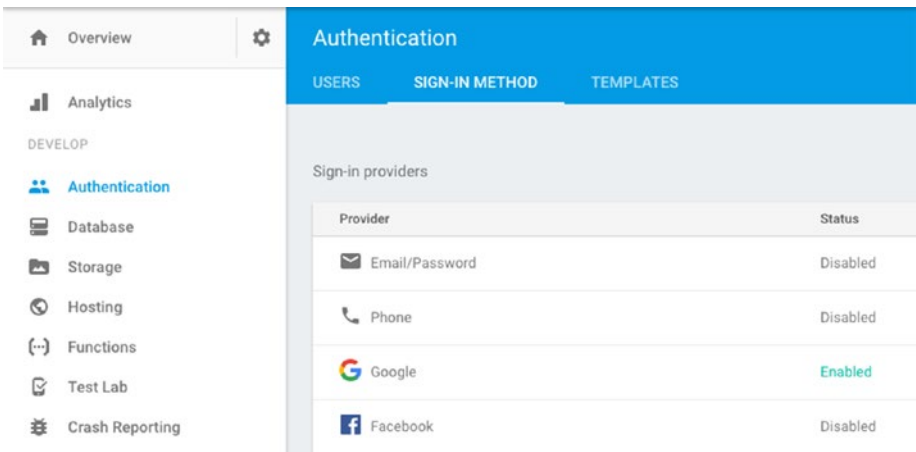 Overview
Analytics
DEVELOP
Authentication
Database
Storage
Hosting
Functions
Test Lab
Crash Reporting
Authentication
USERS SIGN-IN METHOD TEMPLATES
Sign-in providers
Provider Status
Email/Password Disabled
Phone Disabled
Google Enabled
Facebook Disabled